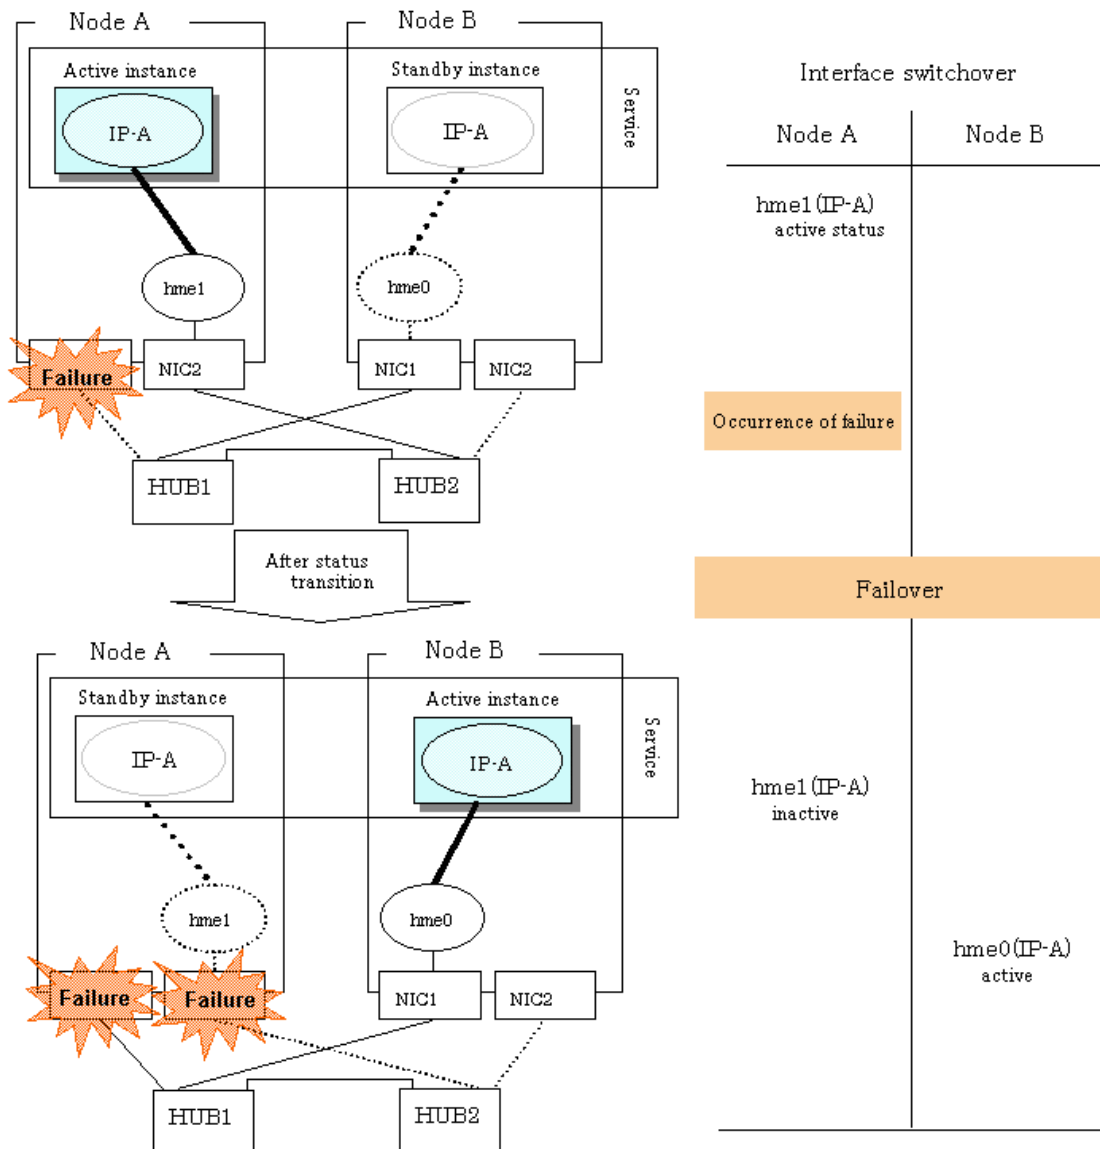 Node A
Node B
Active instance
IP-A
Standby instance
IP-A
Service
hme1
hme0
Failure
NIC2
NIC1
NIC2
HUB1
HUB2
After status
transition
Node A
Node B
Standby instance
IP-A
Active instance
IP-A
Service
hme1
hme0
Failure
Failure
NIC1
NIC2
HUB1
HUB2
Interface switchover
Node A
Node B
hme1(IP-A)
active status
Occurrence of failure
Failover
hme1(IP-A)
inactive
hme0(IP-A)
active